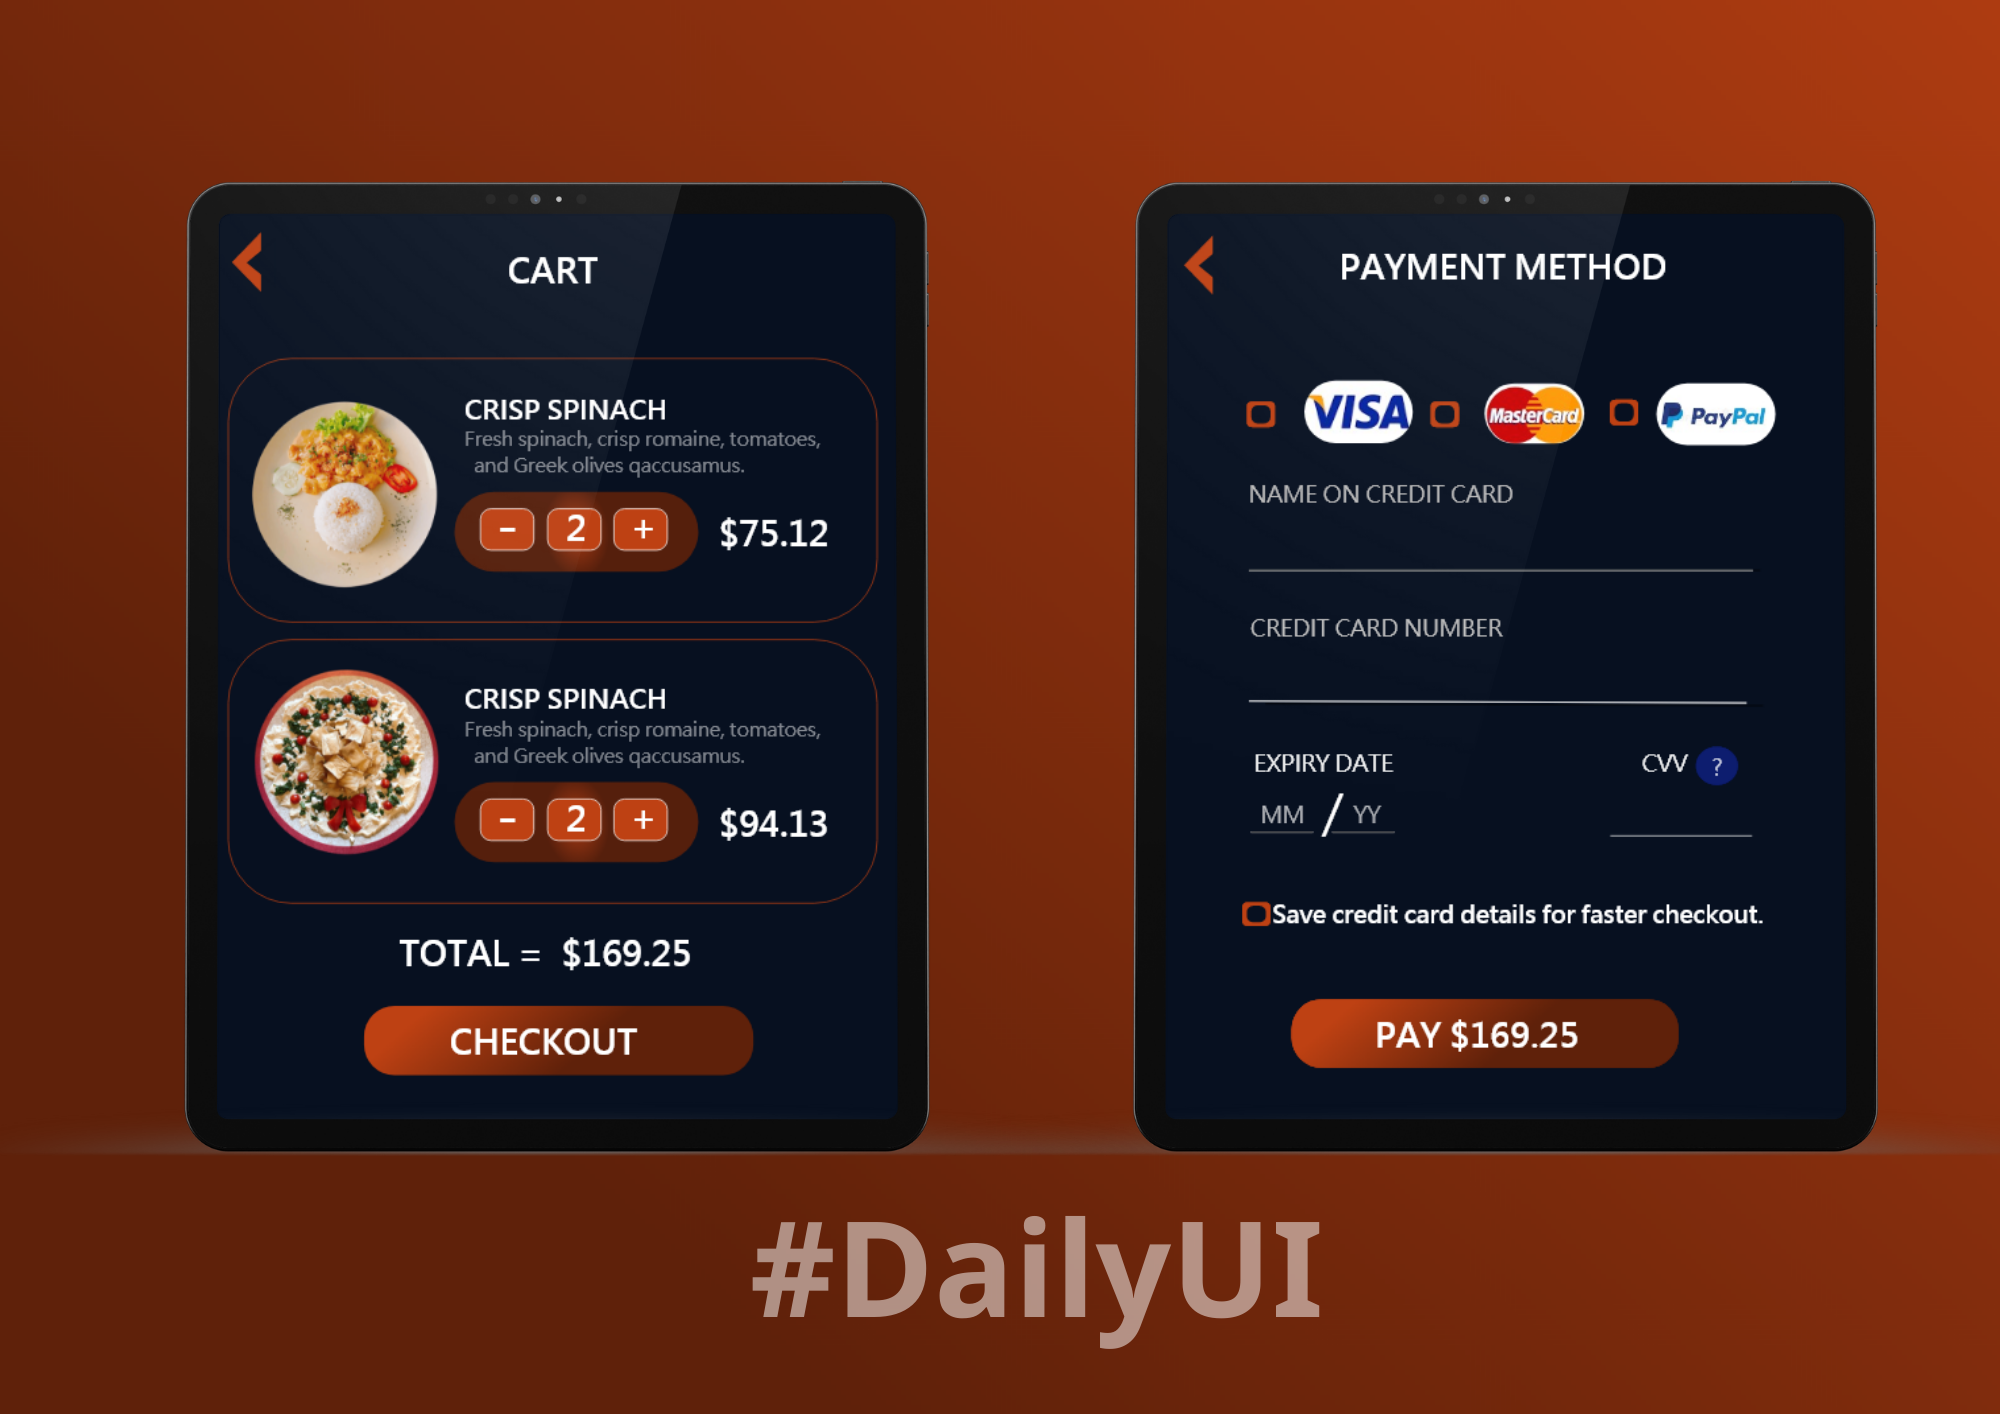 CART
CRISP SPINACH
Fresh spinach, crisp romaine, tomatoes,
and Greek olives qaccusamus.
- 2 +
$75.12
CRISP SPINACH
Fresh spinach, crisp romaine, tomatoes,
and Greek olives qaccusamus.
- 2 +
$94.13
TOTAL = $169.25
CHECKOUT
PAYMENT METHOD
VISA MasterCard P PayPal
NAME ON CREDIT CARD
CREDIT CARD NUMBER
EXPIRY DATE CVV ?
MM / YY
Save credit card details for faster checkout.
PAY $169.25
#DailyUI